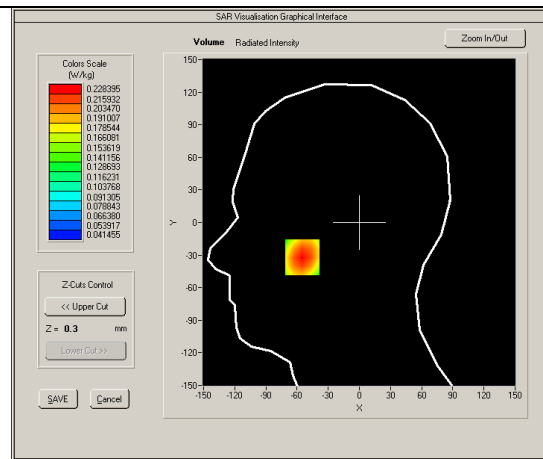 SAR Visualisation Graphical Interface
Volume Radiated Intensity
Zoom In/Out
Colors Scale
(W/kg)
0.228395
0.215932
0.203470
0.191007
0.178544
0.166081
0.153619
0.141156
0.128693
0.116231
0.103768
0.091305
0.078843
0.066380
0.053917
0.041455
Z-Cuts Control
<< Upper Cut
Z = 0.3 mm
Lower Cut >>
SAVE Cancel
150
120
90
60
30
0
-30
-60
-90
-120
-150
Y
-150 -120 -90 -60 -30 0 30 60 90 120 150
X